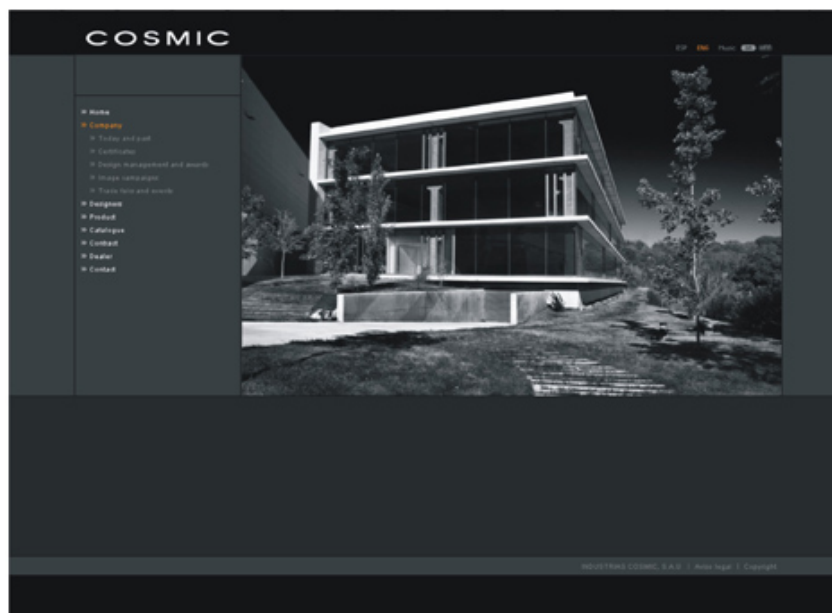 COSMIC
ESP ENG Music
» Home
» Company
» Today and past
» Certificates
» Design management and awards
» Image campaigns
» Trade fairs and events
» Designers
» Product
» Catalogue
» Contract
» Dealer
» Contact
INDUSTRIAS COSMIC, S.A.U. | Aviso legal | Copyright